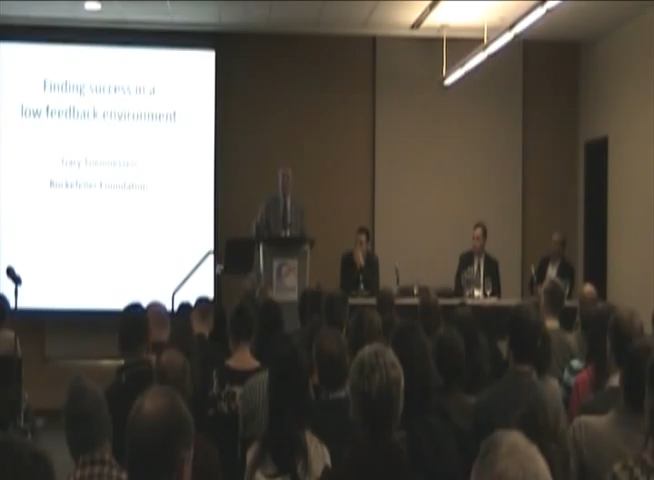 Finding success in a
low feedback environment
Rockefeller Foundation